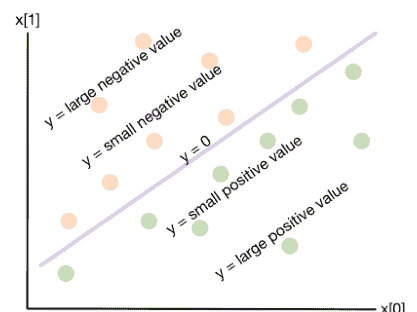 x[1]
y = large negative value
y = small negative value
y = 0
y = small positive value
y = large positive value
x[0]